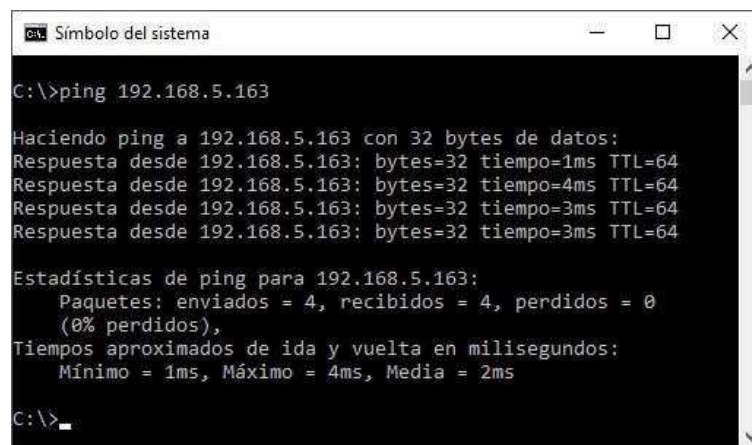 Símbolo del sistema
C:\>ping 192.168.5.163
Haciendo ping a 192.168.5.163 con 32 bytes de datos:
Respuesta desde 192.168.5.163: bytes=32 tiempo=1ms TTL=64
Respuesta desde 192.168.5.163: bytes=32 tiempo=4ms TTL=64
Respuesta desde 192.168.5.163: bytes=32 tiempo=3ms TTL=64
Respuesta desde 192.168.5.163: bytes=32 tiempo=3ms TTL=64
Estadísticas de ping para 192.168.5.163:
Paquetes: enviados = 4, recibidos = 4, perdidos = 0
(0% perdidos),
Tiempos aproximados de ida y vuelta en milisegundos:
Mínimo = 1ms, Máximo = 4ms, Media = 2ms
C:\>